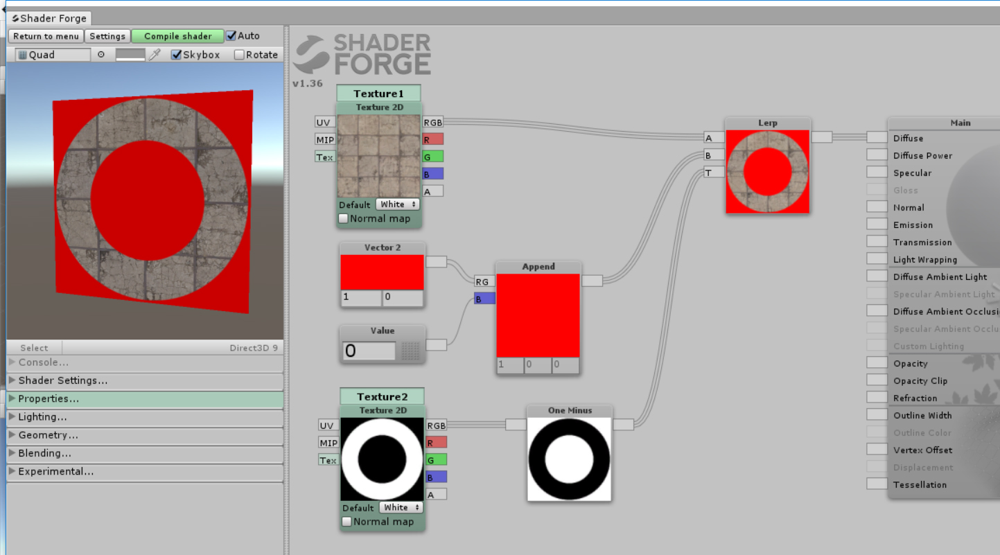 Shader Forge
Return to menu Settings Compile shader Auto
Quad Skybox Rotate
Select Direct3D 9
Console...
Shader Settings...
Properties...
Lighting...
Geometry...
Blending...
Experimental...
SHADER
FORGE
v1.36
Texture1
Texture 2D
UV RGB
MIP R
Tex G
B
A
Default White
Normal map
Vector 2
1 0
Value
0
Append
RG
B
1 0 0
Texture2
Texture 2D
UV RGB
MIP R
Tex G
B
A
Default White
Normal map
One Minus
Lerp
A
B
T
Main
Diffuse
Diffuse Power
Specular
Gloss
Normal
Emission
Transmission
Light Wrapping
Diffuse Ambient Light
Specular Ambient Light
Diffuse Ambient Occlusi
Specular Ambient Occlu
Custom Lighting
Opacity
Opacity Clip
Refraction
Outline Width
Outline Color
Vertex Offset
Displacement
Tessellation